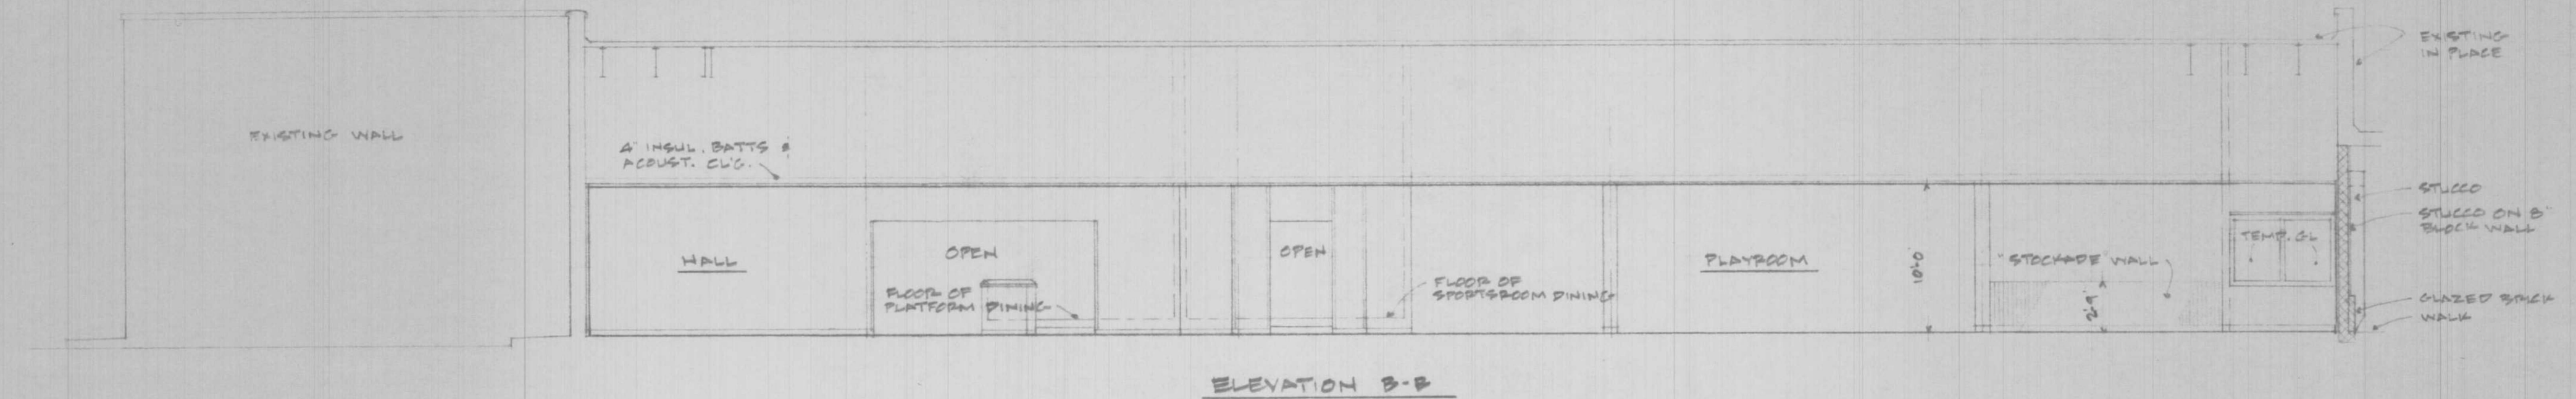 EXISTING WALL
4" INSUL. BATTS &
ACOUST. CL'G.
HALL
OPEN
FLOOR OF
PLATFORM DINING
OPEN
FLOOR OF
SPORTSROOM DINING
PLAYROOM
10'-0
"STOCKADE" WALL
2'-9"
TEMP. GL
EXISTING
IN PLACE
STUCCO
STUCCO ON 8"
BLOCK WALL
GLAZED BRICK
WALK
ELEVATION B-B